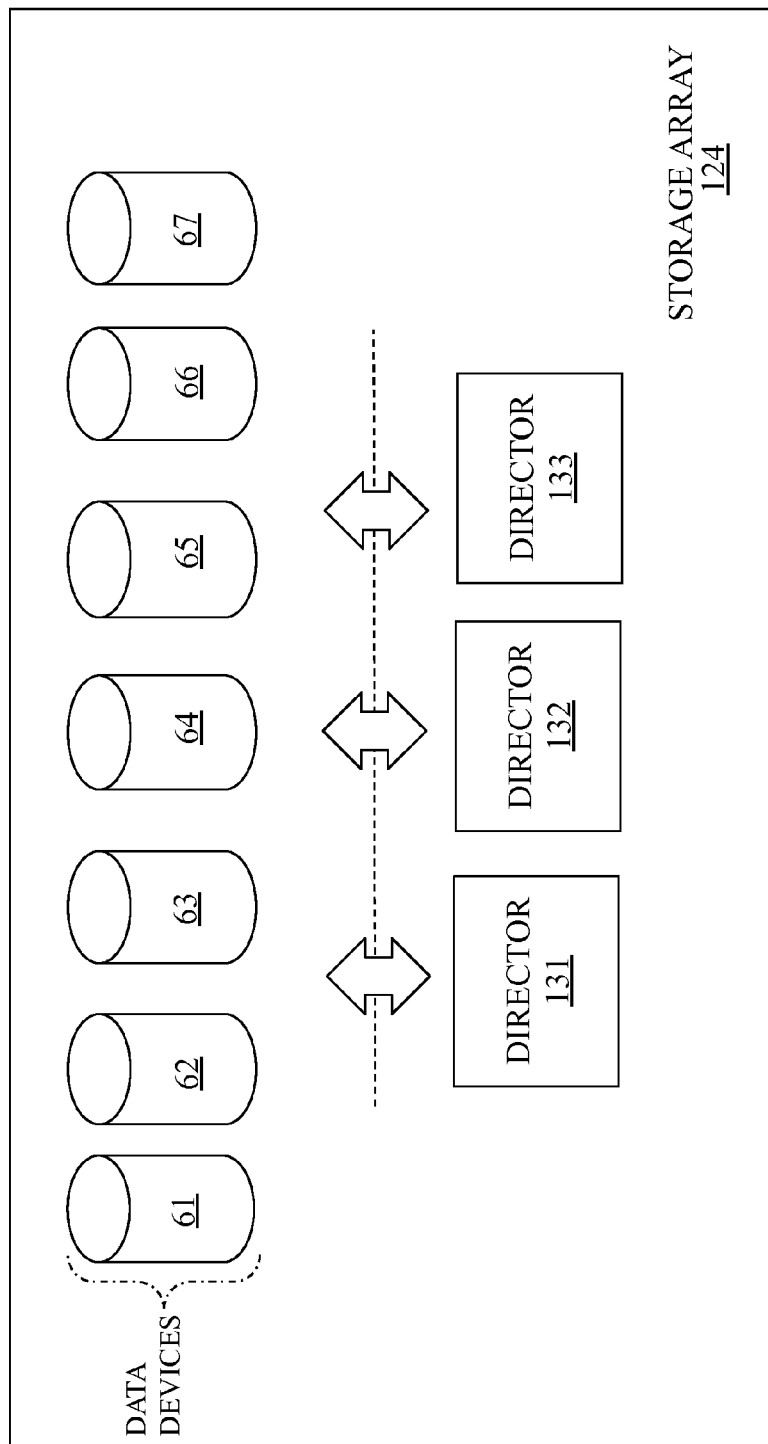 DATA
DEVICES
61
62
63
64
65
66
67
DIRECTOR
131
DIRECTOR
132
DIRECTOR
133
STORAGE ARRAY
124